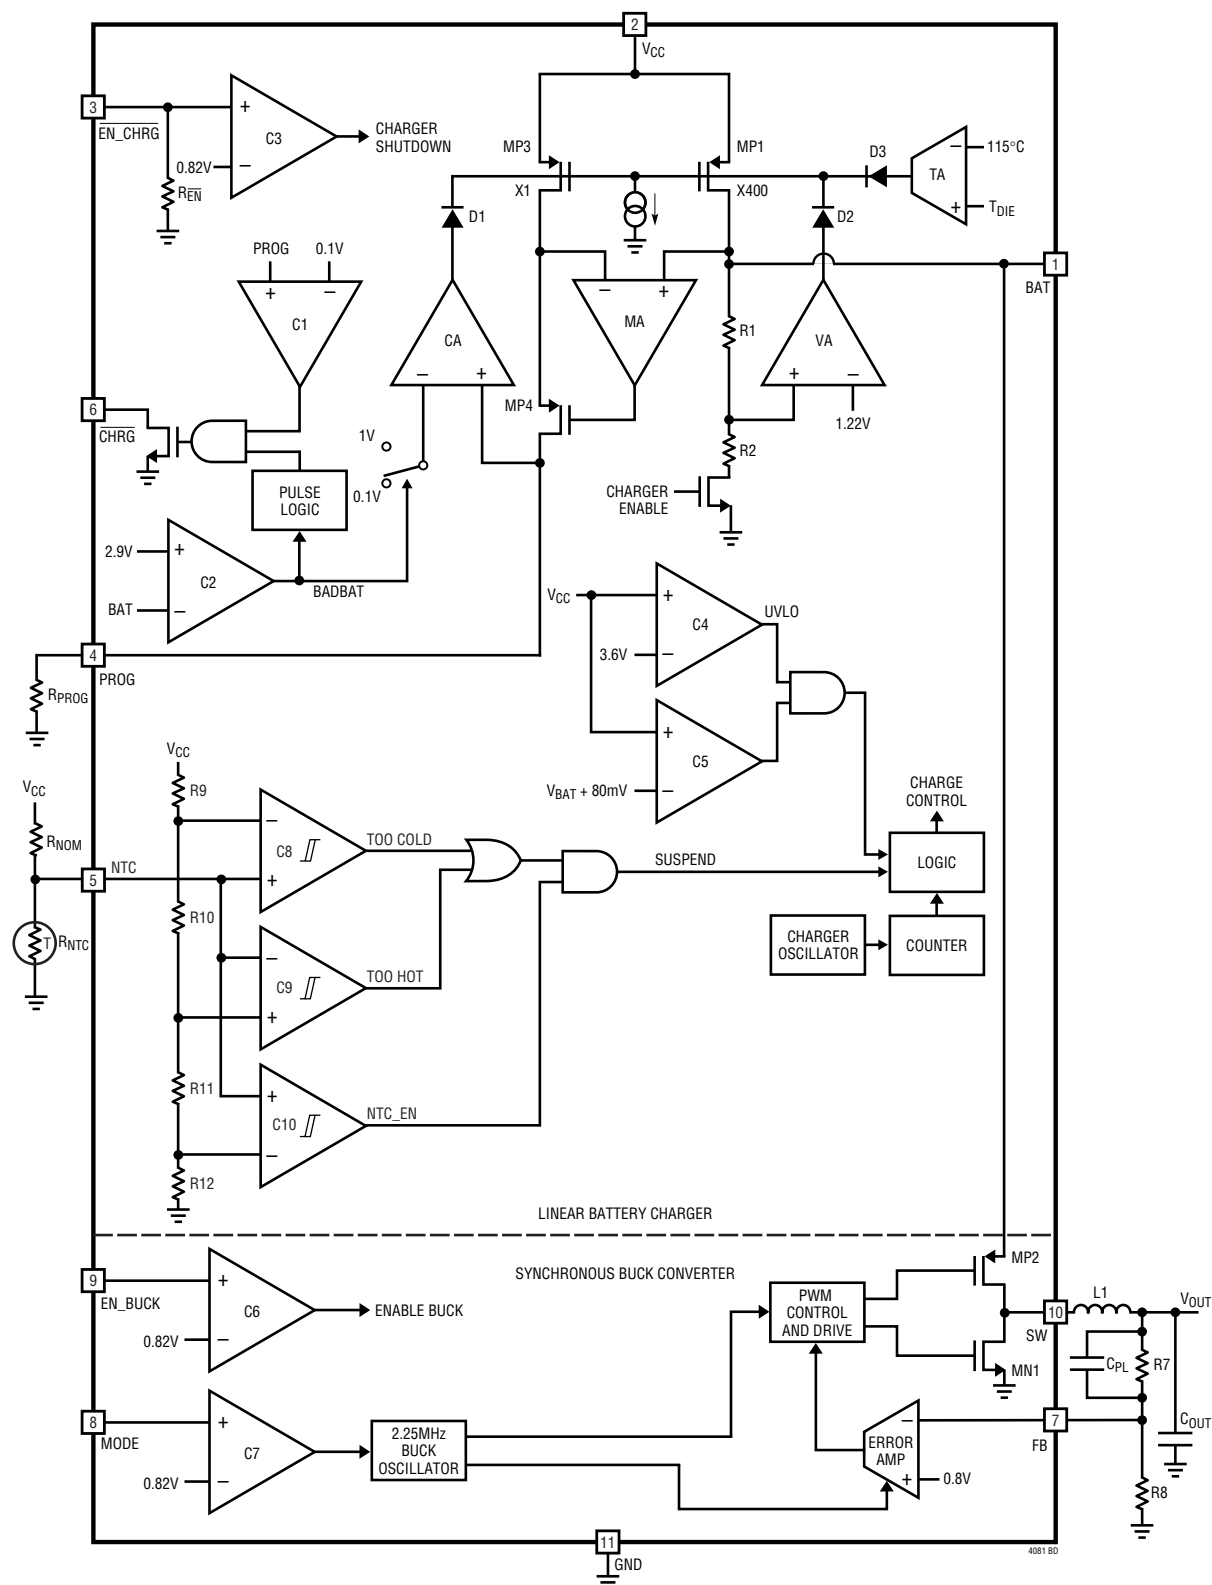 2
VCC
3
EN_CHRG
+
C3
CHARGER
SHUTDOWN
0.82V
−
REN
MP3
X1
MP1
X400
D3
−
115°C
TA
+
TDIE
D1
D2
PROG
0.1V
+
−
C1
1
BAT
−
+
MA
R1
CA
−
+
VA
+
−
1.22V
MP4
6
CHRG
1V
0.1V
R2
PULSE
LOGIC
CHARGER
ENABLE
2.9V
+
C2
BAT
−
BADBAT
VCC
+
C4
UVLO
3.6V
−
4
PROG
RPROG
+
C5
VBAT + 80mV
−
VCC
R9
VCC
RNOM
−
C8
+
TOO COLD
CHARGE
CONTROL
LOGIC
5
NTC
SUSPEND
R10
T
RNTC
−
C9
+
TOO HOT
CHARGER
OSCILLATOR
COUNTER
R11
+
C10
−
NTC_EN
R12
LINEAR BATTERY CHARGER
SYNCHRONOUS BUCK CONVERTER
9
EN_BUCK
+
C6
0.82V
−
ENABLE BUCK
PWM
CONTROL
AND DRIVE
MP2
10
SW
L1
VOUT
MN1
CPL
R7
8
MODE
+
C7
0.82V
−
2.25MHz
BUCK
OSCILLATOR
−
ERROR
AMP
+
0.8V
7
FB
COUT
R8
11
GND
4081 BD